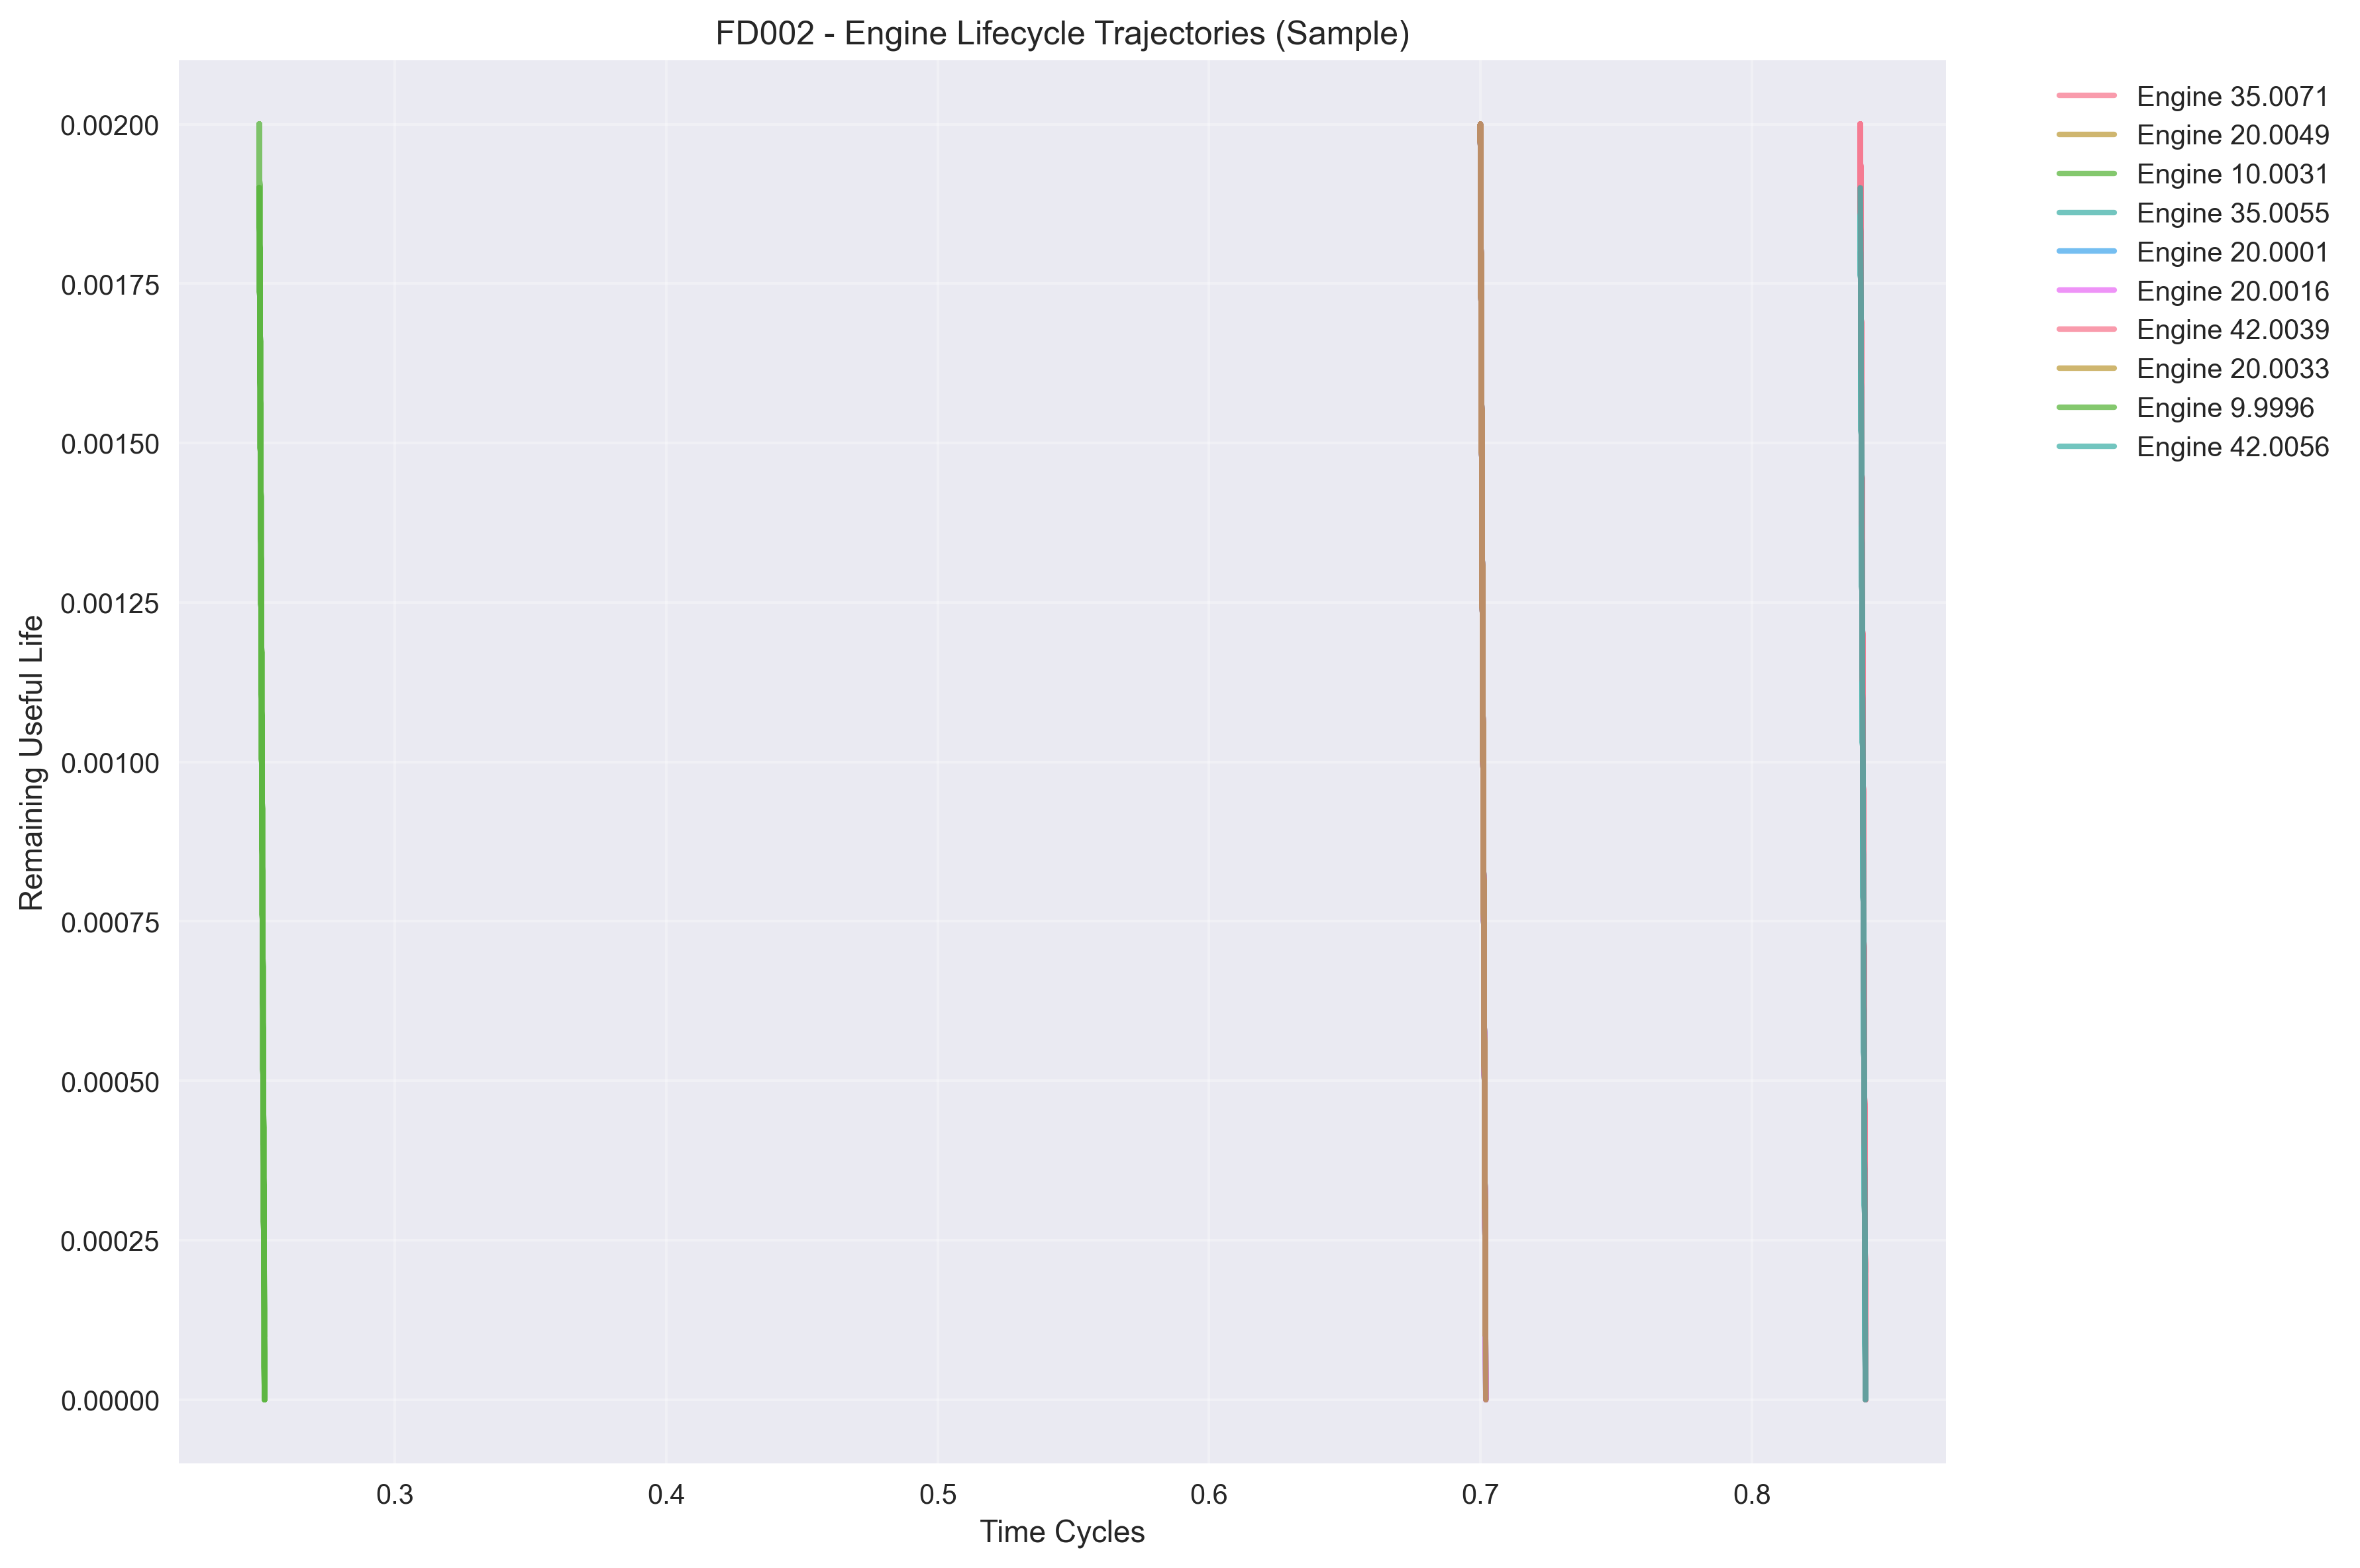 FD002 - Engine Lifecycle Trajectories (Sample)
Engine 35.0071
Engine 20.0049
Engine 10.0031
Engine 35.0055
Engine 20.0001
Engine 20.0016
Engine 42.0039
Engine 20.0033
Engine 9.9996
Engine 42.0056
Remaining Useful Life
0.00200
0.00175
0.00150
0.00125
0.00100
0.00075
0.00050
0.00025
0.00000
0.3 0.4 0.5 0.6 0.7 0.8
Time Cycles